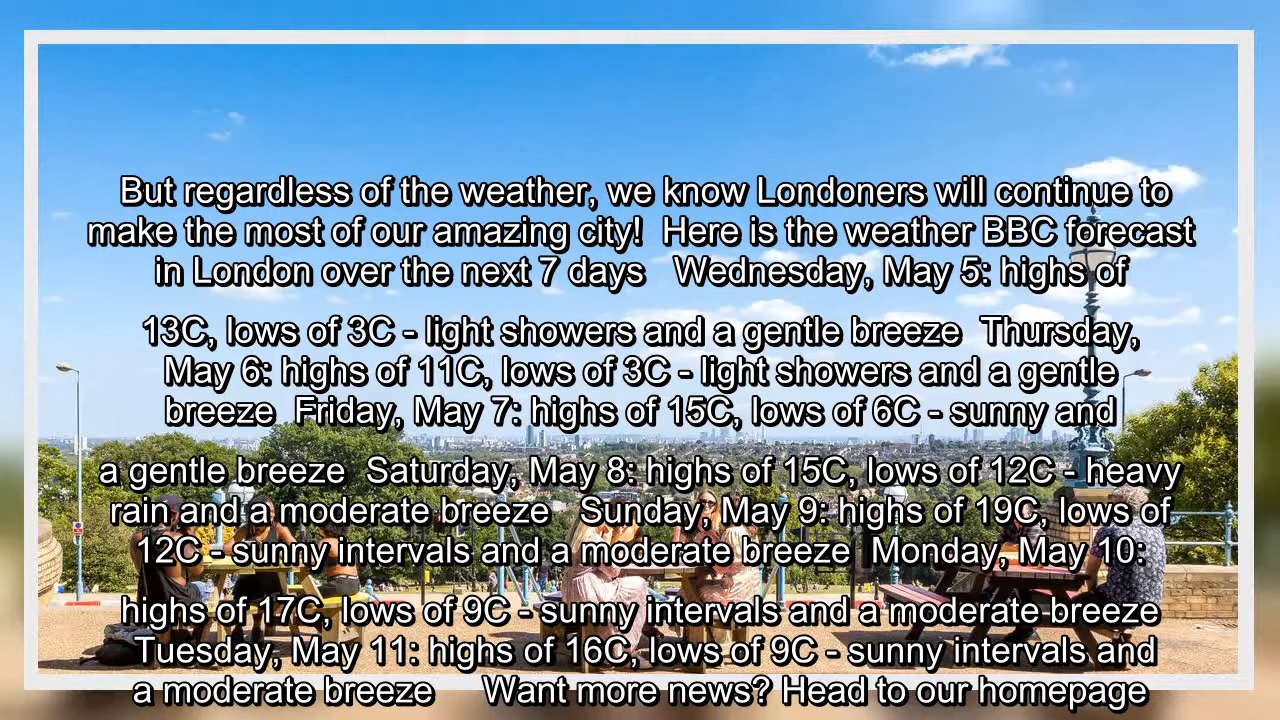 But regardless of the weather, we know Londoners will continue to
make the most of our amazing city!  Here is the weather BBC forecast
in London over the next 7 days   Wednesday, May 5: highs of
13C, lows of 3C - light showers and a gentle breeze  Thursday,
May 6: highs of 11C, lows of 3C - light showers and a gentle
breeze  Friday, May 7: highs of 15C, lows of 6C - sunny and
a gentle breeze  Saturday, May 8: highs of 15C, lows of 12C - heavy
rain and a moderate breeze   Sunday, May 9: highs of 19C, lows of
12C - sunny intervals and a moderate breeze  Monday, May 10:
highs of 17C, lows of 9C - sunny intervals and a moderate breeze
Tuesday, May 11: highs of 16C, lows of 9C - sunny intervals and
a moderate breeze     Want more news? Head to our homepage